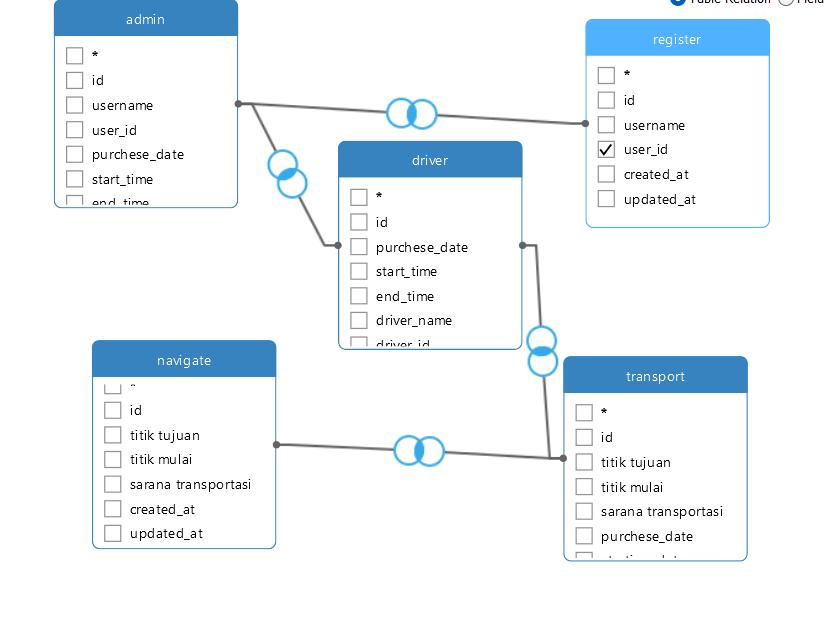 Table Relation
admin
*
id
username
user_id
purchese_date
start_time
end_time
register
*
id
username
user_id
created_at
updated_at
driver
*
id
purchese_date
start_time
end_time
driver_name
driver_id
navigate
*
id
titik tujuan
titik mulai
sarana transportasi
created_at
updated_at
transport
*
id
titik tujuan
titik mulai
sarana transportasi
purchese_date